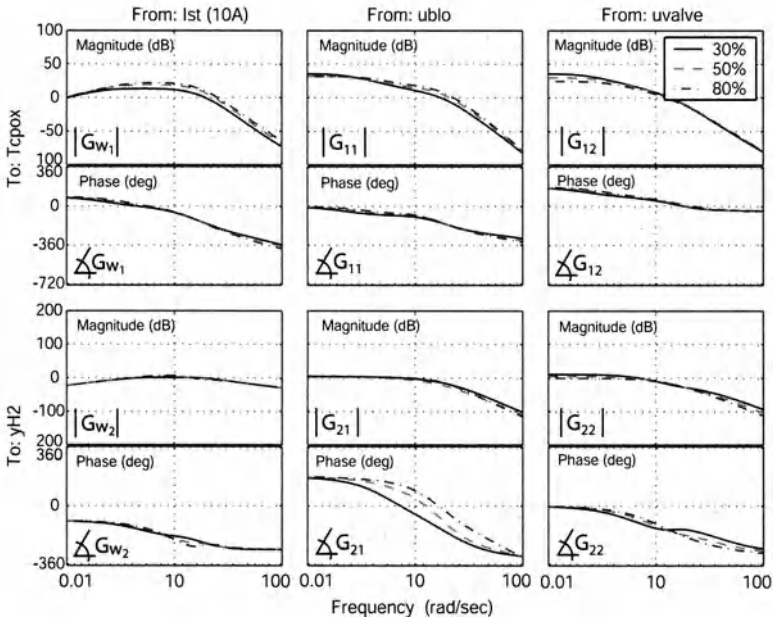 From: Ist (10A)
From: ublo
From: uvalve
To: Tcpox
100
50
0
-50
100
Magnitude (dB)
|Gw1|
Magnitude (dB)
|G11|
Magnitude (dB)
|G12|
30%
50%
80%
360
0
-360
-720
Phase (deg)
∡Gw1
Phase (deg)
∡G11
Phase (deg)
∡G12
To: yH2
200
100
0
-100
200
Magnitude (dB)
|Gw2|
Magnitude (dB)
|G21|
Magnitude (dB)
|G22|
360
0
-360
Phase (deg)
∡Gw2
Phase (deg)
∡G21
Phase (deg)
∡G22
0.01
10
100
0.01
10
100
0.01
10
100
Frequency (rad/sec)